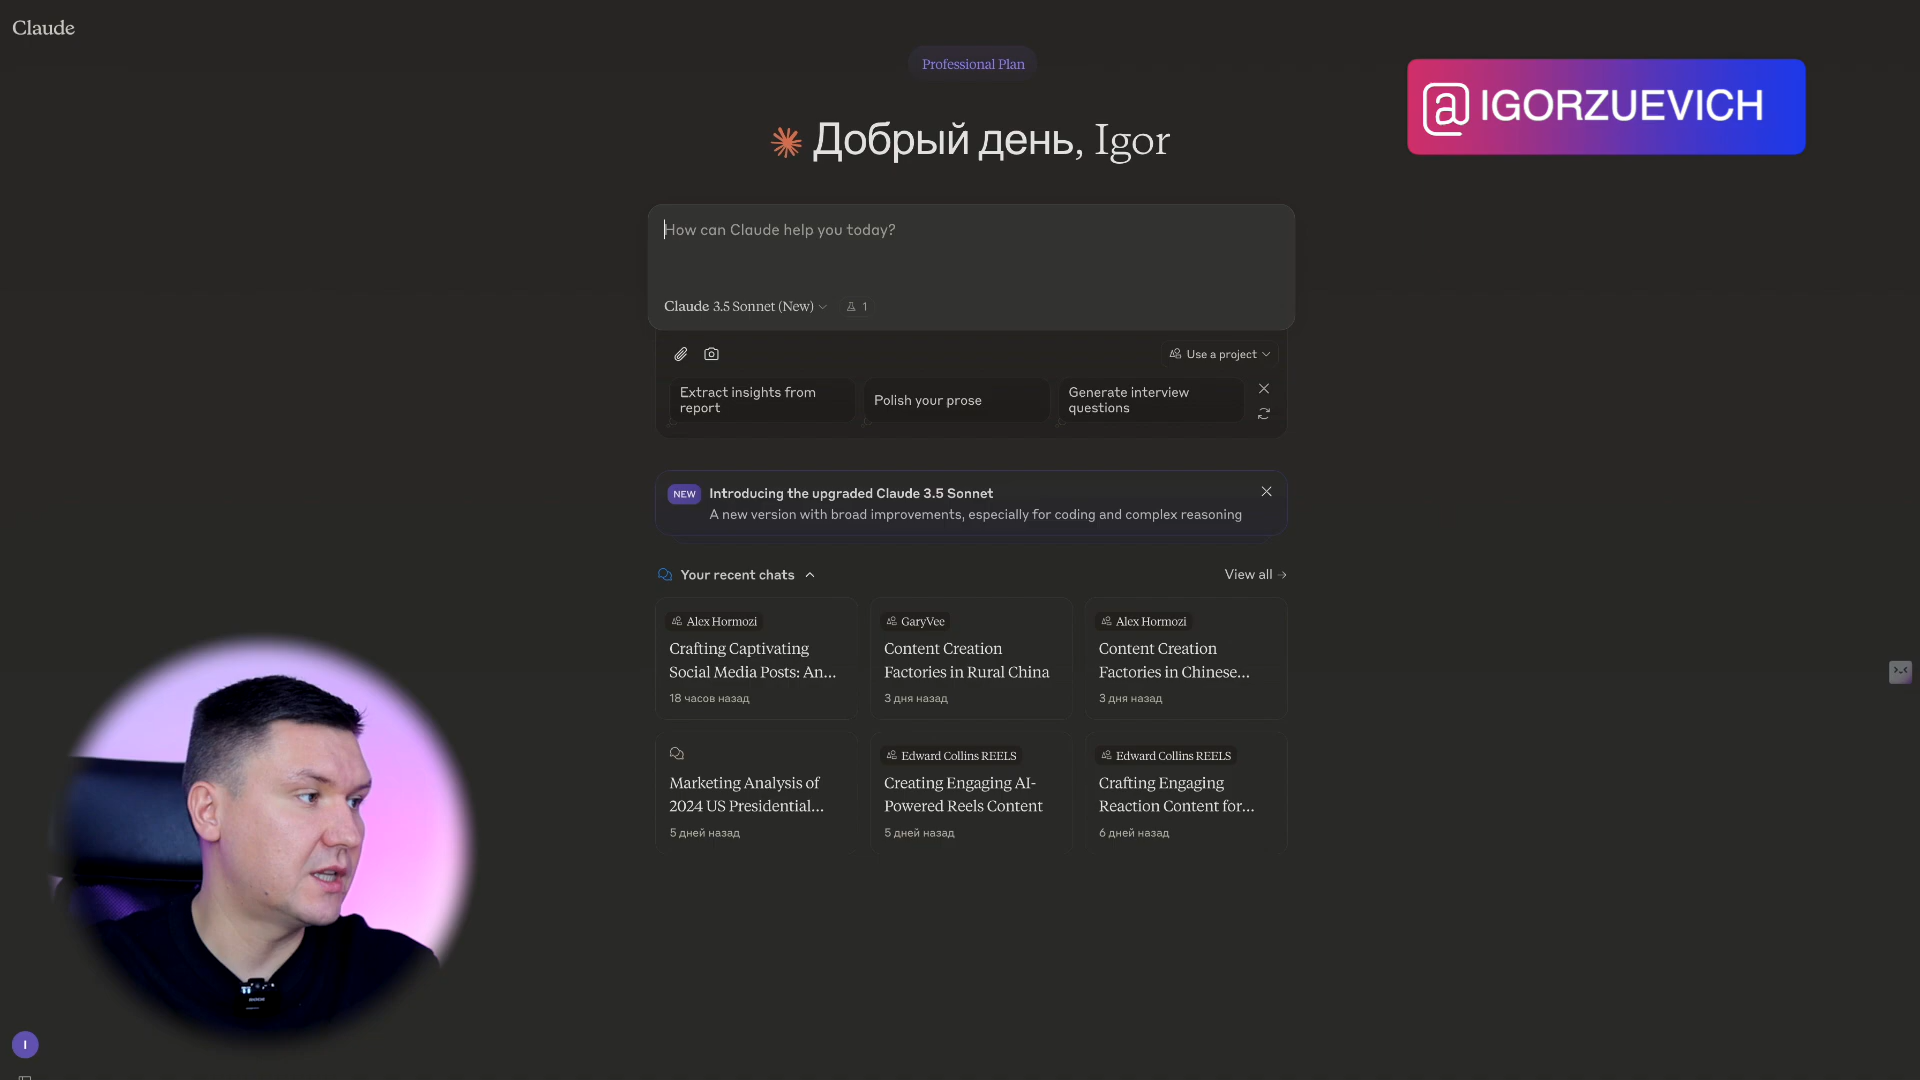 Claude
Professional Plan
@IGORZUEVICH
Добрый день, Igor
How can Claude help you today?
Claude 3.5 Sonnet (New)
1
Use a project
Extract insights from
report
Polish your prose
Generate interview
questions
NEW
Introducing the upgraded Claude 3.5 Sonnet
A new version with broad improvements, especially for coding and complex reasoning
Your recent chats
View all
Alex Hormozi
Crafting Captivating
Social Media Posts: An...
18 часов назад
GaryVee
Content Creation
Factories in Rural China
3 дня назад
Alex Hormozi
Content Creation
Factories in Chinese...
3 дня назад
Marketing Analysis of
2024 US Presidential...
5 дней назад
Edward Collins REELS
Creating Engaging AI-
Powered Reels Content
5 дней назад
Edward Collins REELS
Crafting Engaging
Reaction Content for...
6 дней назад
I